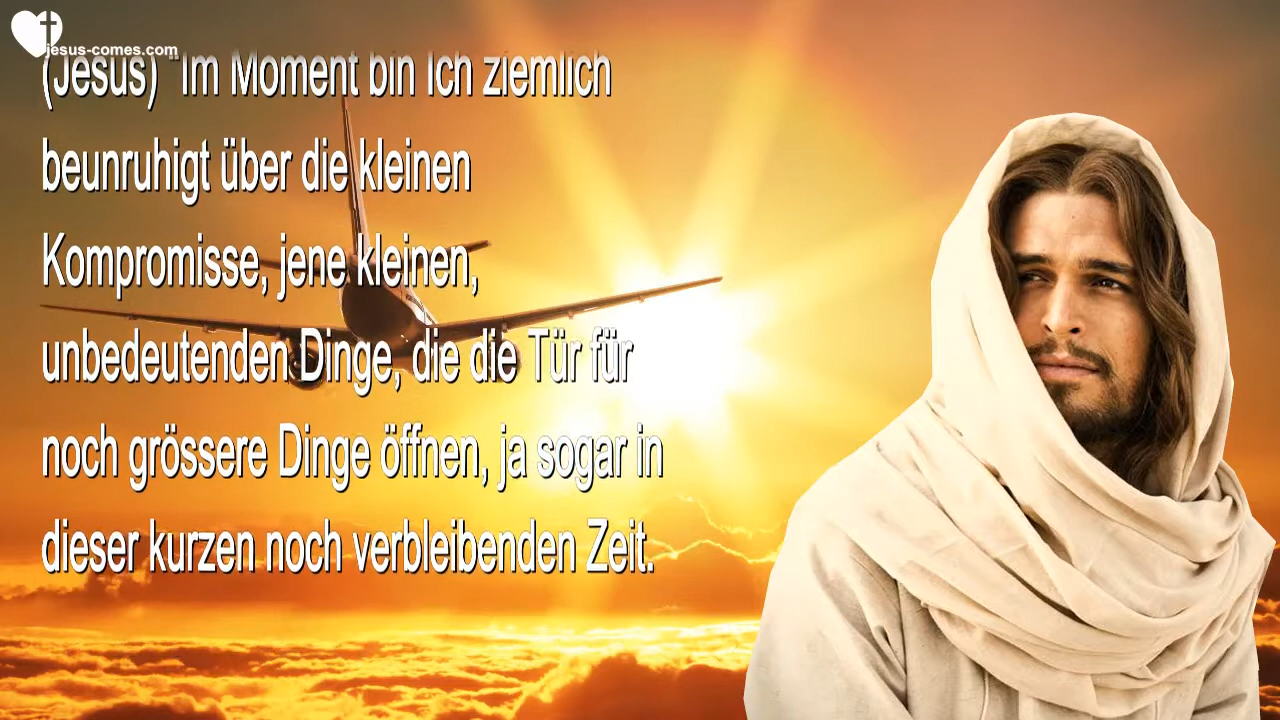 jesus-comes.com
(Jesus) "Im Moment bin Ich ziemlich
beunruhigt über die kleinen
Kompromisse, jene kleinen,
unbedeutenden Dinge, die die Tür für
noch grössere Dinge öffnen, ja sogar in
dieser kurzen noch verbleibenden Zeit.